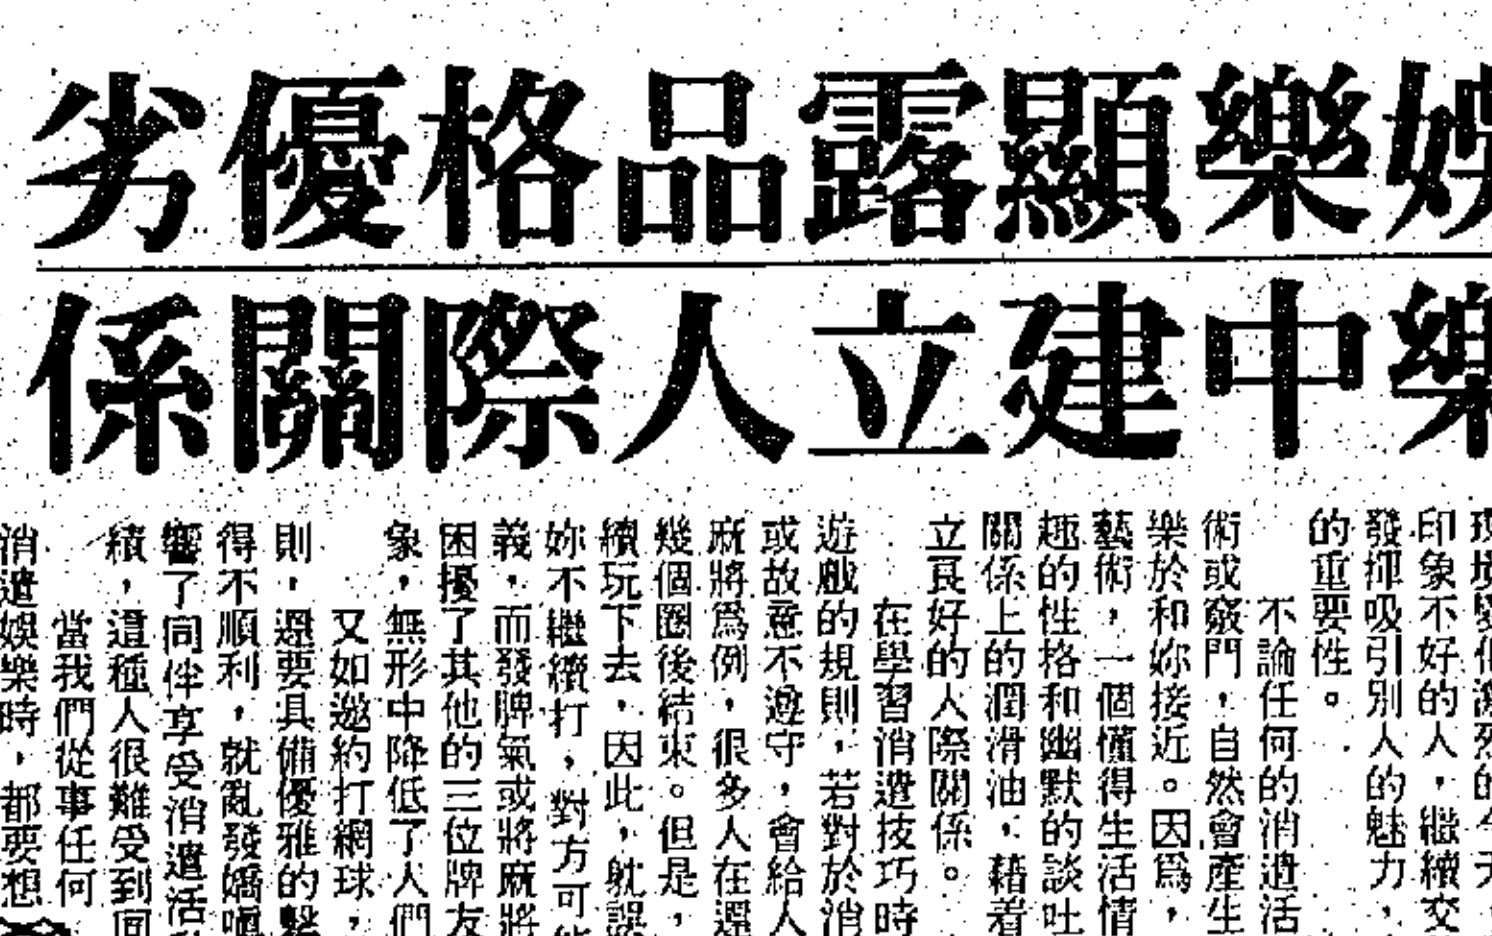 娛樂顯露品格優劣
樂中建立人際關係
印象不好的人，繼續交
發揮吸引別人的魅力，
的重要性。
不論任何的消遣活
術或竅門，自然會產生
樂於和妳接近。因爲，
藝術，一個懂得生活情
趣的性格和幽默的談吐
關係上的潤滑油，藉着
立良好的人際關係。
在學習消遣技巧時
遊戲的規則，若對於消
或故意不遵守，會給人
麻將爲例，很多人在還
幾個圈後結束。但是，
續玩下去，因此，就誤
妳不繼續打，對方可能
義，而發脾氣或將麻將
困擾了其他的三位牌友
象，無形中降低了人們
又如邀約打網球，
則，還要具備優雅的
得不順利，就亂發嬌嗔
響了同伴享受消遣活
績，這種人很難受到同
當我們從事任何
消遣娛樂時，都要想